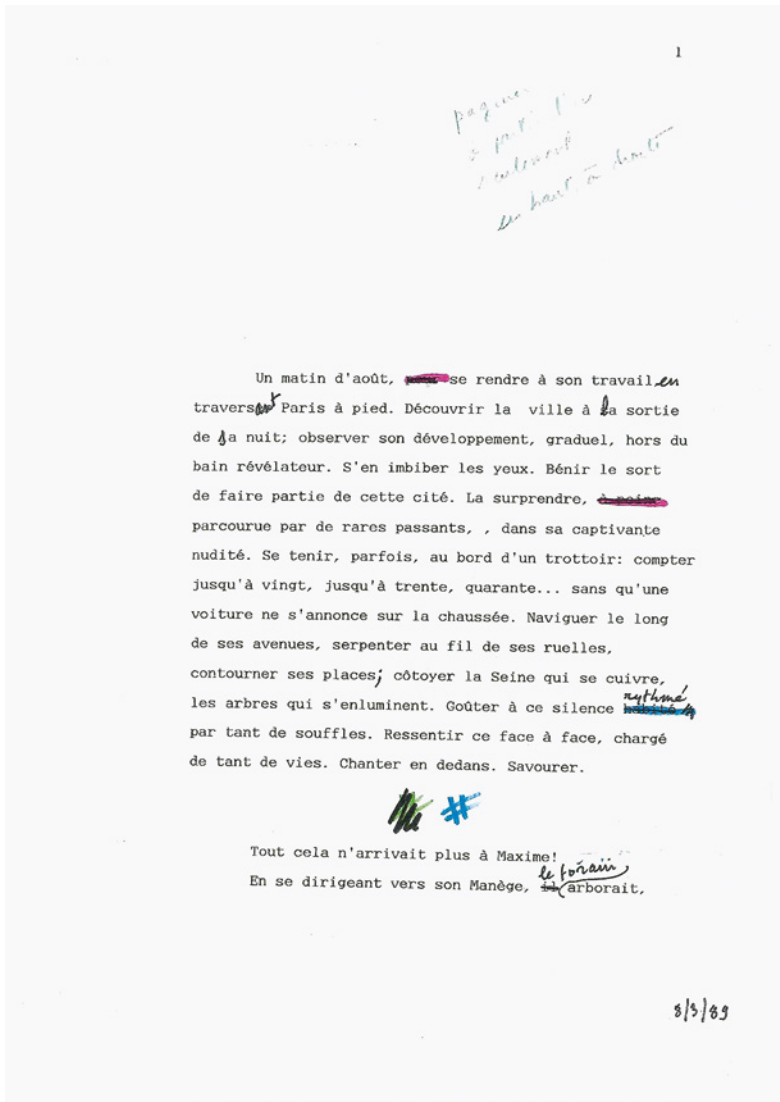 1
en haut à droite
Un matin d'août, se rendre à son travail en
traversant Paris à pied. Découvrir la ville à la sortie
de la nuit; observer son développement, graduel, hors du
bain révélateur. S'en imbiber les yeux. Bénir le sort
de faire partie de cette cité. La surprendre, à peine
parcourue par de rares passants, , dans sa captivante
nudité. Se tenir, parfois, au bord d'un trottoir: compter
jusqu'à vingt, jusqu'à trente, quarante... sans qu'une
voiture ne s'annonce sur la chaussée. Naviguer le long
de ses avenues, serpenter au fil de ses ruelles,
contourner ses places; côtoyer la Seine qui se cuivre,
rythmé
les arbres qui s'enluminent. Goûter à ce silence habité
par tant de souffles. Ressentir ce face à face, chargé
de tant de vies. Chanter en dedans. Savourer.
#
Tout cela n'arrivait plus à Maxime!
le forain
En se dirigeant vers son Manège, il arborait,
8/3/89